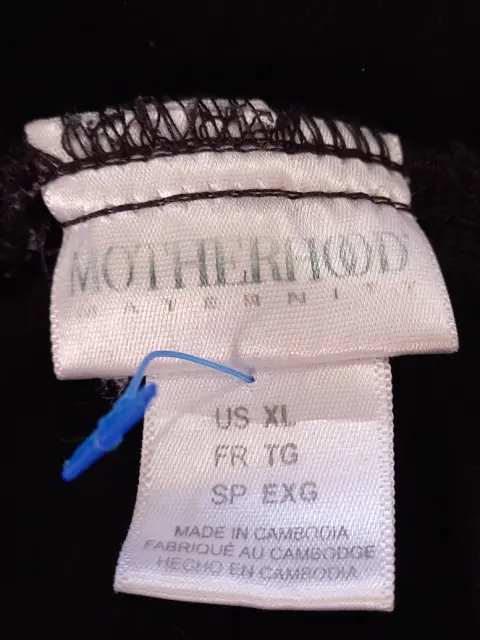 MOTHERHOOD
MATERNITY
US XL
FR TG
SP EXG
MADE IN CAMBODIA
FABRIQUÉ AU CAMBODGE
HECHO EN CAMBODIA